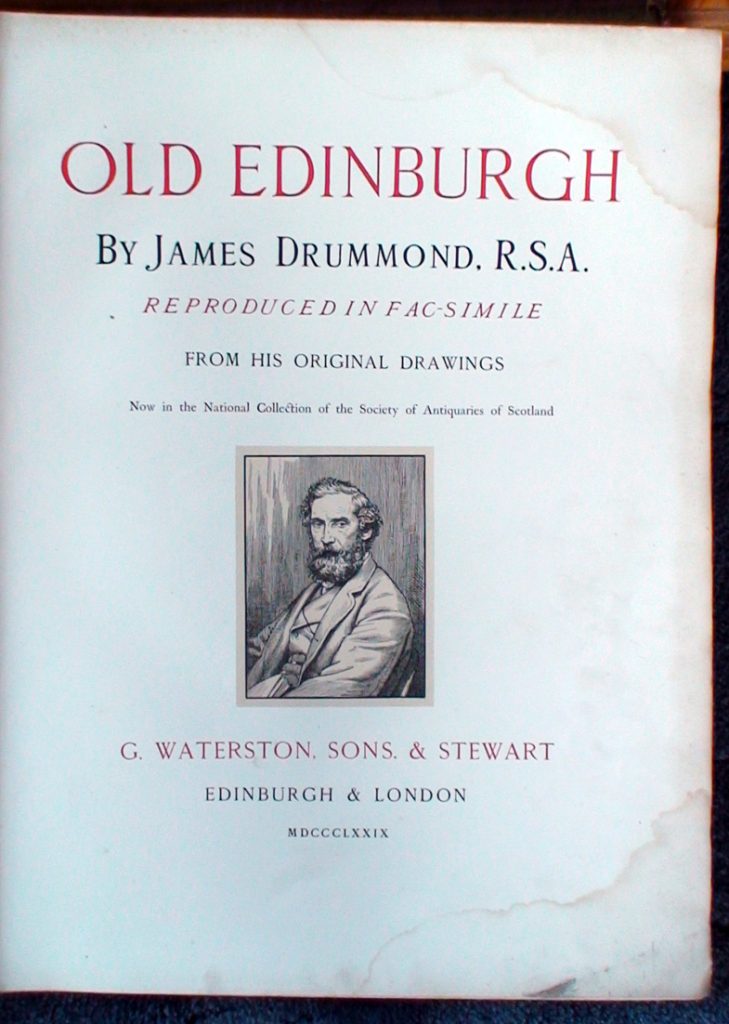 OLD EDINBURGH
BY JAMES DRUMMOND, R.S.A.
REPRODUCED IN FAC-SIMILE
FROM HIS ORIGINAL DRAWINGS
Now in the National Collection of the Society of Antiquaries of Scotland
G. WATERSTON, SONS. & STEWART
EDINBURGH & LONDON
MDCCCLXXIX